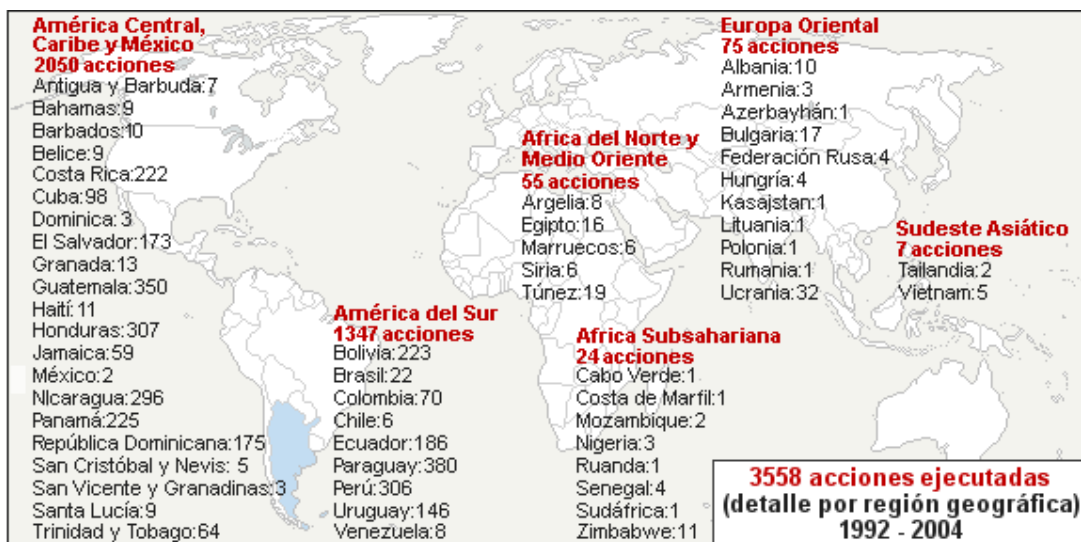 América Central,
Caribe y México
2050 acciones
Antigua y Barbuda:7
Bahamas:9
Barbados:10
Belice:9
Costa Rica:222
Cuba:98
Dominica: 3
El Salvador:173
Granada:13
Guatemala:350
Haití: 11
Honduras:307
Jamaica:59
México:2
NIcaragua:296
Panamá:225
República Dominicana:175
San Cristóbal y Nevis: 5
San Vicente y Granadinas:3
Santa Lucía:9
Trinidad y Tobago:64
América del Sur
1347 acciones
Bolivia:223
Brasil:22
Colombia:70
Chile:6
Ecuador:186
Paraguay:380
Perú:306
Uruguay:146
Venezuela:8
Africa del Norte y
Medio Oriente
55 acciones
Argelia:8
Egipto:16
Marruecos:6
Siria:6
Túnez:19
Africa Subsahariana
24 acciones
Cabo Verde:1
Costa de Marfil:1
Mozambique:2
Nigeria:3
Ruanda:1
Senegal:4
Sudáfrica:1
Zimbabwe:11
Europa Oriental
75 acciones
Albania:10
Armenia:3
Azerbayhán:1
Bulgaria:17
Federación Rusa:4
Hungría:4
Kasajstan:1
Lituania:1
Polonia:1
Rumania:1
Ucrania:32
Sudeste Asiático
7 acciones
Tailandia:2
Vietnam:5
3558 acciones ejecutadas
(detalle por región geográfica)
1992 - 2004